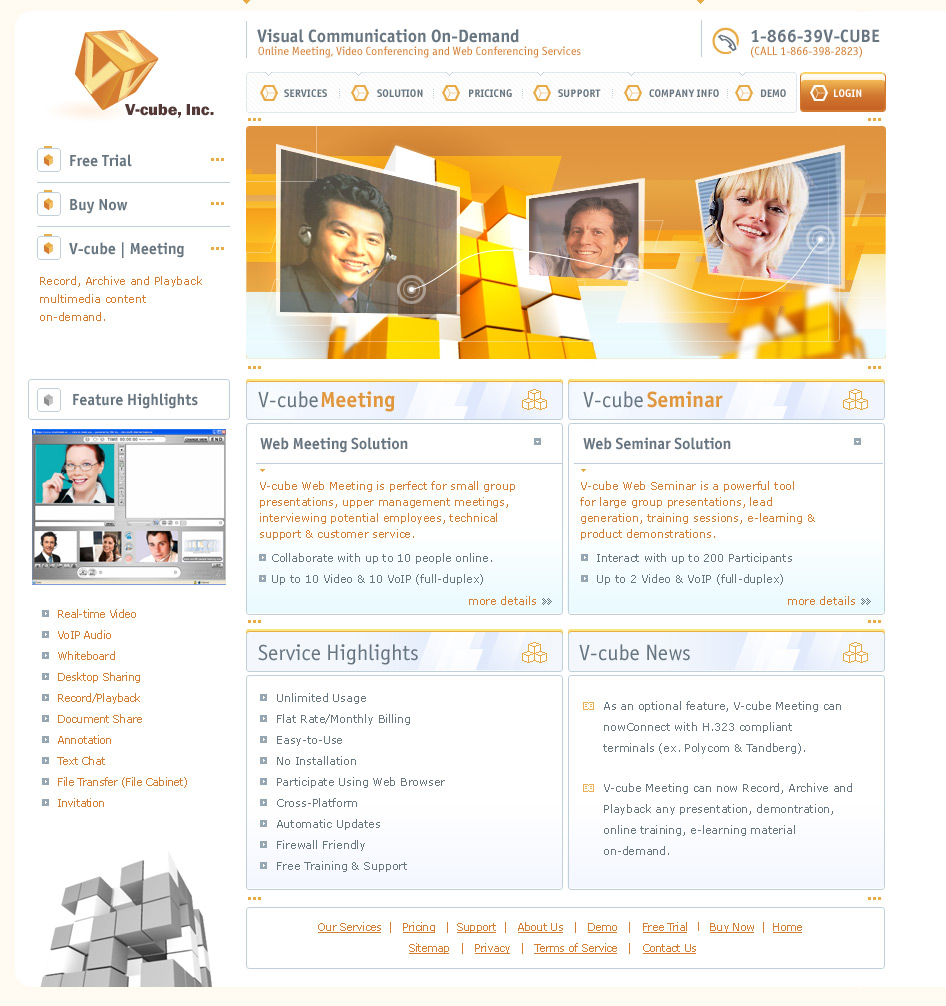 V-cube, Inc.
Visual Communication On-Demand
Online Meeting, Video Conferencing and Web Conferencing Services
1-866-39V-CUBE
(CALL 1-866-398-2823)
SERVICES
SOLUTION
PRICICNG
SUPPORT
COMPANY INFO
DEMO
LOGIN
Free Trial
Buy Now
V-cube | Meeting
Record, Archive and Playback
multimedia content
on-demand.
Feature Highlights
Real-time Video
VoIP Audio
Whiteboard
Desktop Sharing
Record/Playback
Document Share
Annotation
Text Chat
File Transfer (File Cabinet)
Invitation
V-cube Meeting
Web Meeting Solution
V-cube Web Meeting is perfect for small group
presentations, upper management meetings,
interviewing potential employees, technical
support & customer service.
Collaborate with up to 10 people online.
Up to 10 Video & 10 VoIP (full-duplex)
more details
V-cube Seminar
Web Seminar Solution
V-cube Web Seminar is a powerful tool
for large group presentations, lead
generation, training sessions, e-learning &
product demonstrations.
Interact with up to 200 Participants
Up to 2 Video & VoIP (full-duplex)
more details
Service Highlights
Unlimited Usage
Flat Rate/Monthly Billing
Easy-to-Use
No Installation
Participate Using Web Browser
Cross-Platform
Automatic Updates
Firewall Friendly
Free Training & Support
V-cube News
As an optional feature, V-cube Meeting can
nowConnect with H.323 compliant
terminals (ex. Polycom & Tandberg).
V-cube Meeting can now Record, Archive and
Playback any presentation, demontration,
online training, e-learning material
on-demand.
Our Services | Pricing | Support | About Us | Demo | Free Trial | Buy Now | Home
Sitemap | Privacy | Terms of Service | Contact Us